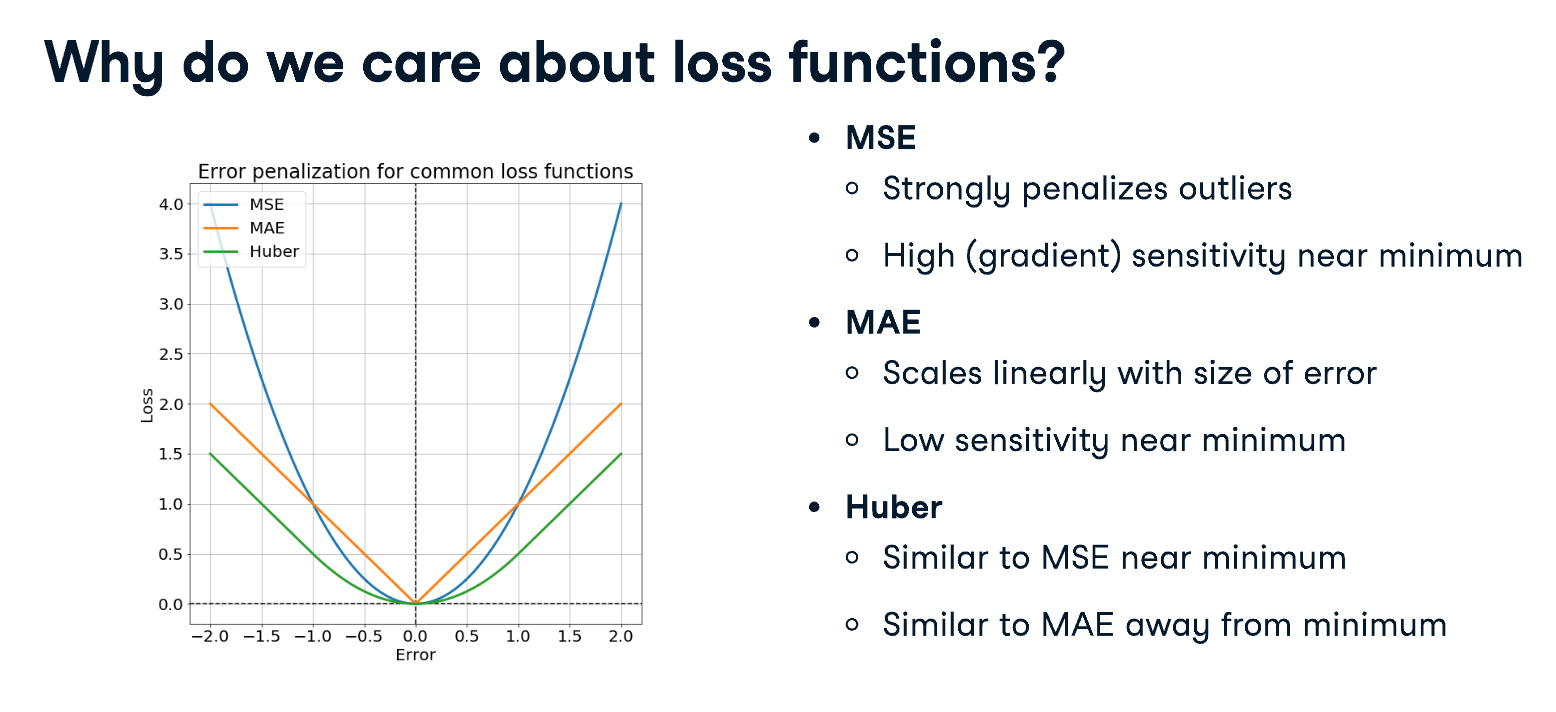 Why do we care about loss functions?
Error penalization for common loss functions
MSE
MAE
Huber
4.0
3.5
3.0
2.5
2.0
1.5
1.0
0.5
0.0
Loss
−2.0 −1.5 −1.0 −0.5 0.0 0.5 1.0 1.5 2.0
Error
• MSE
○ Strongly penalizes outliers
○ High (gradient) sensitivity near minimum
• MAE
○ Scales linearly with size of error
○ Low sensitivity near minimum
• Huber
○ Similar to MSE near minimum
○ Similar to MAE away from minimum